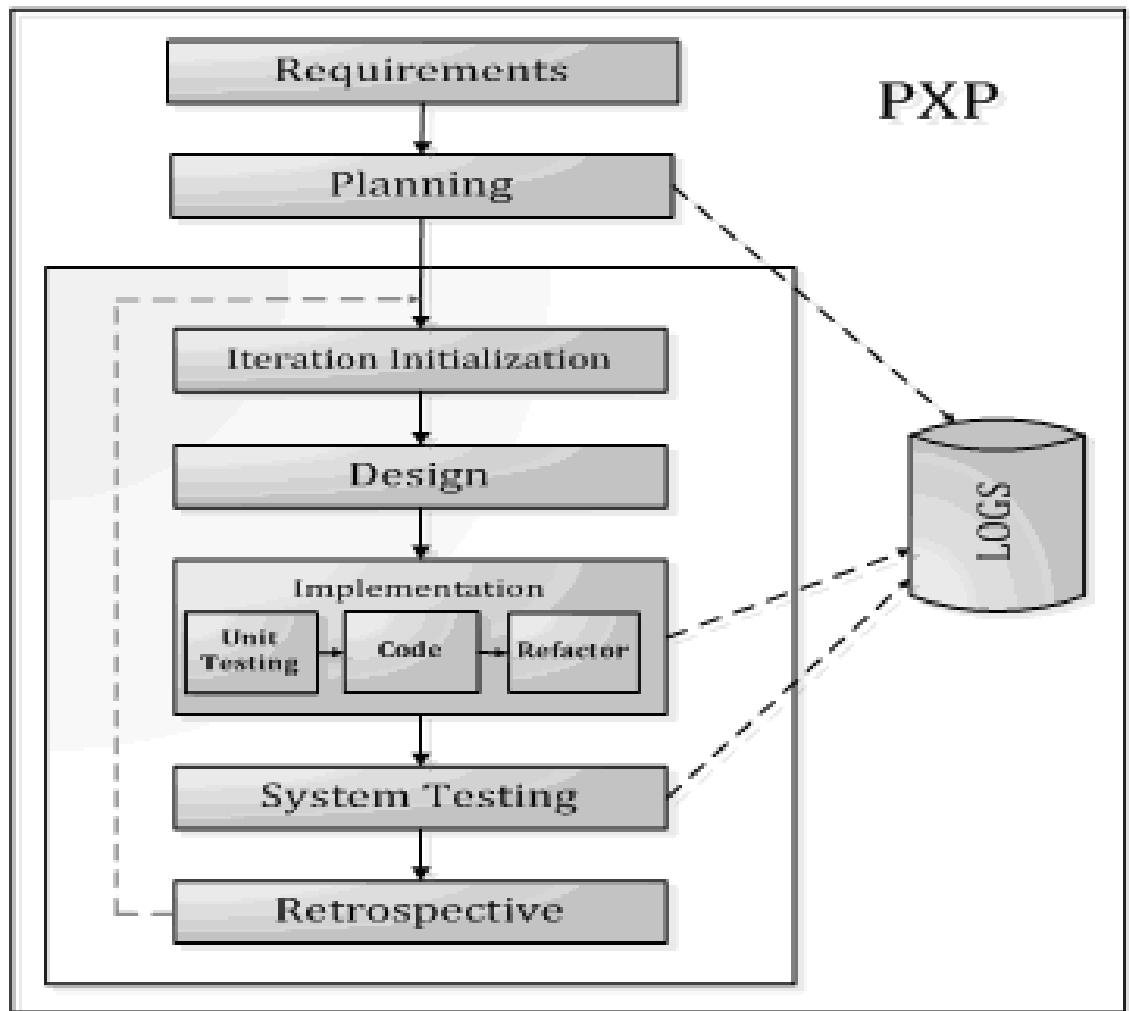 Requirements
PXP
Planning
Iteration Initialization
Design
LOGS
Implementation
Unit
Testing
Code
Refactor
System Testing
Retrospective